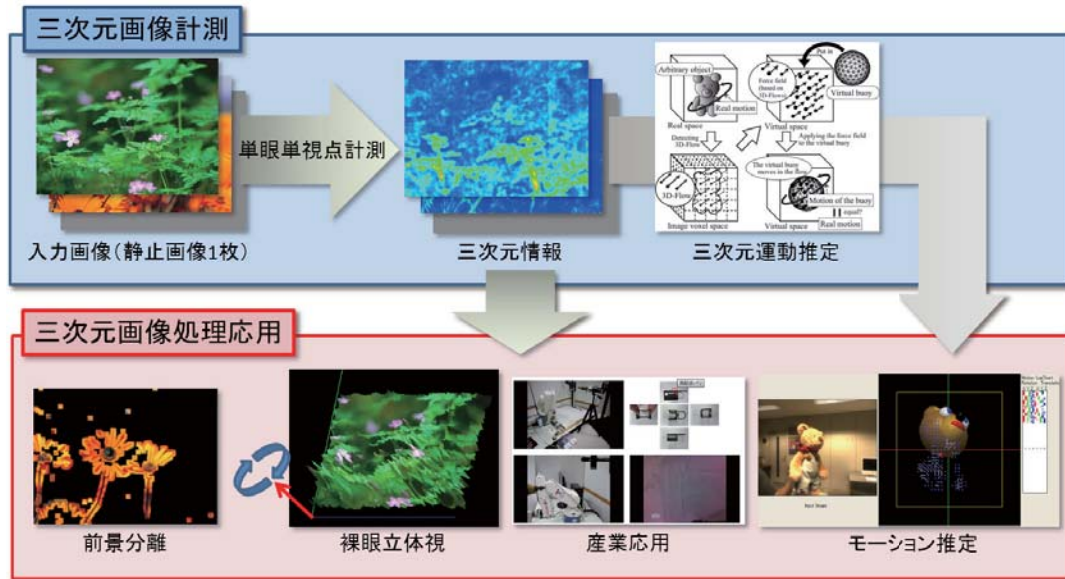 三次元画像計測
単眼単視点計測
入力画像(静止画像1枚)
三次元情報
Arbitrary object
Real motion
Real space
Force field
(based on
3D-Flows)
Put in
Virtual buoy
Virtual space
Detecting
3D-Flow
Applying the force field
to the virtual buoy
3D-Flow
Image voxel space
The virtual buoy
moves in the flow
Motion of the buoy
equal?
Real motion
Virtual space
三次元運動推定
三次元画像処理応用
前景分離
裸眼立体視
産業応用
モーション推定